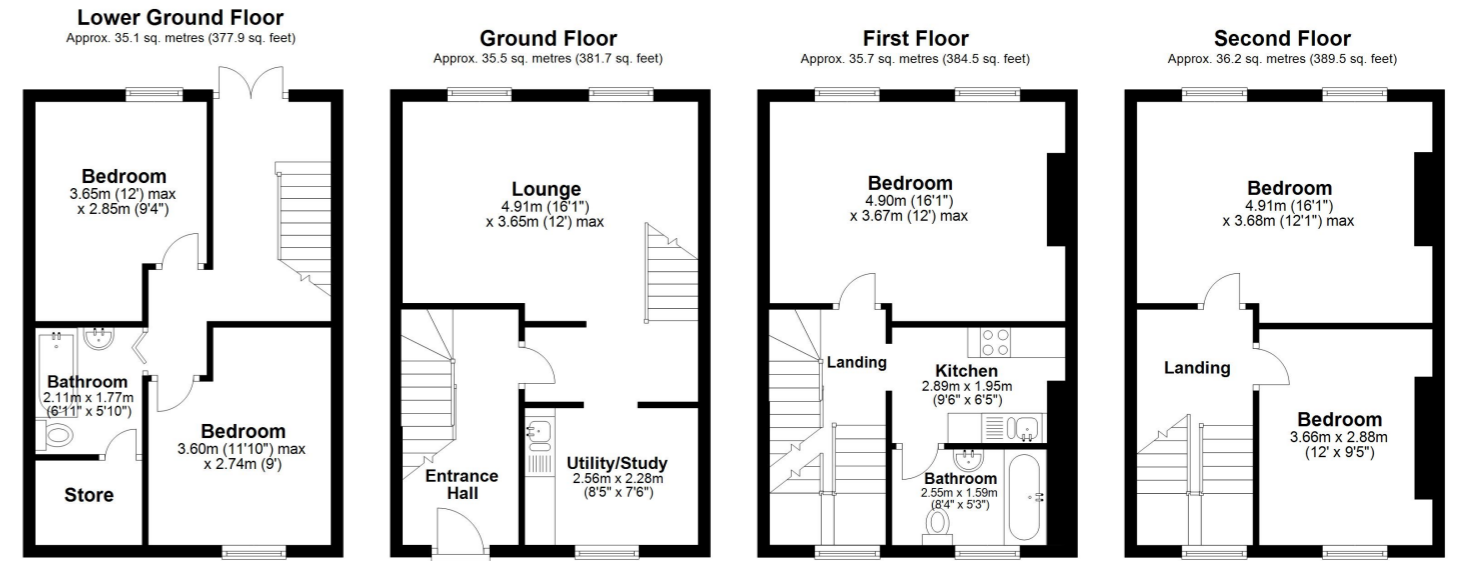 Lower Ground Floor
Approx. 35.1 sq. metres (377.9 sq. feet)
Bedroom
3.65m (12') max
x 2.85m (9'4")
Bathroom
2.11m x 1.77m
(6'11" x 5'10")
Bedroom
3.60m (11'10") max
x 2.74m (9')
Store
Ground Floor
Approx. 35.5 sq. metres (381.7 sq. feet)
Lounge
4.91m (16'1")
x 3.65m (12') max
Utility/Study
2.56m x 2.28m
(8'5" x 7'6")
Entrance
Hall
First Floor
Approx. 35.7 sq. metres (384.5 sq. feet)
Bedroom
4.90m (16'1")
x 3.67m (12') max
Landing
Kitchen
2.89m x 1.95m
(9'6" x 6'5")
Bathroom
2.55m x 1.59m
(8'4" x 5'3")
Second Floor
Approx. 36.2 sq. metres (389.5 sq. feet)
Bedroom
4.91m (16'1")
x 3.68m (12'1") max
Landing
Bedroom
3.66m x 2.88m
(12' x 9'5")